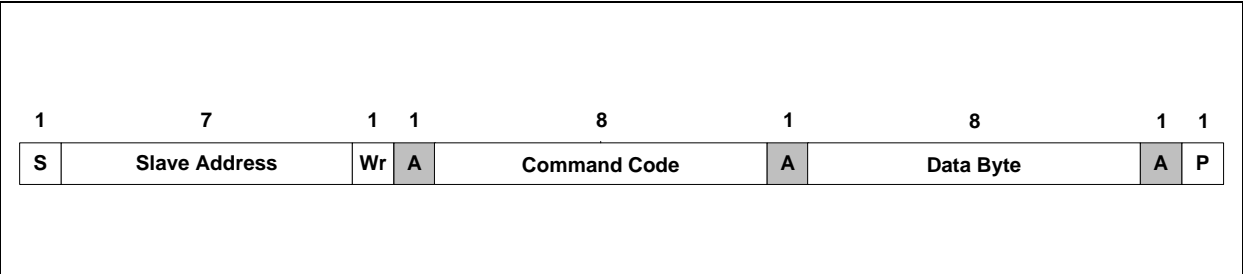 1 7 1 1 8 1 8 1 1
S Slave Address Wr A Command Code A Data Byte A P